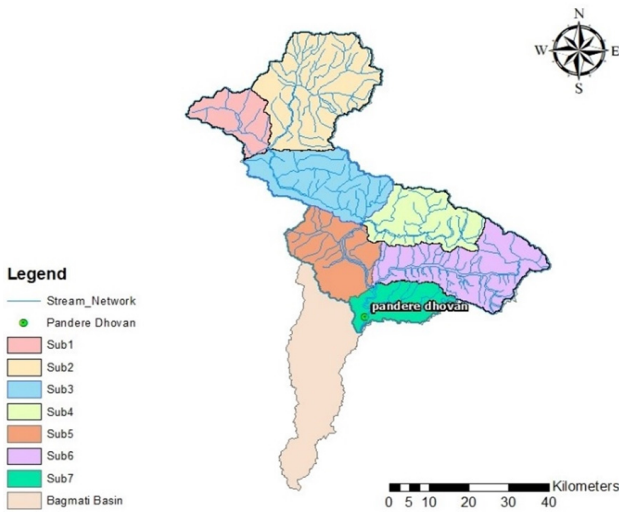 N
W E
S
Legend
Stream_Network
Pandere Dhovan
Sub1
Sub2
Sub3
Sub4
Sub5
Sub6
Sub7
Bagmati Basin
pandere dhovan
Kilometers
0 5 10 20 30 40